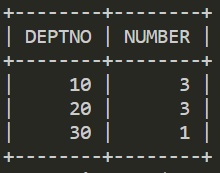 +--------+--------+
| DEPTNO | NUMBER |
+--------+--------+
|     10 |      3 |
|     20 |      3 |
|     30 |      1 |
+--------+--------+